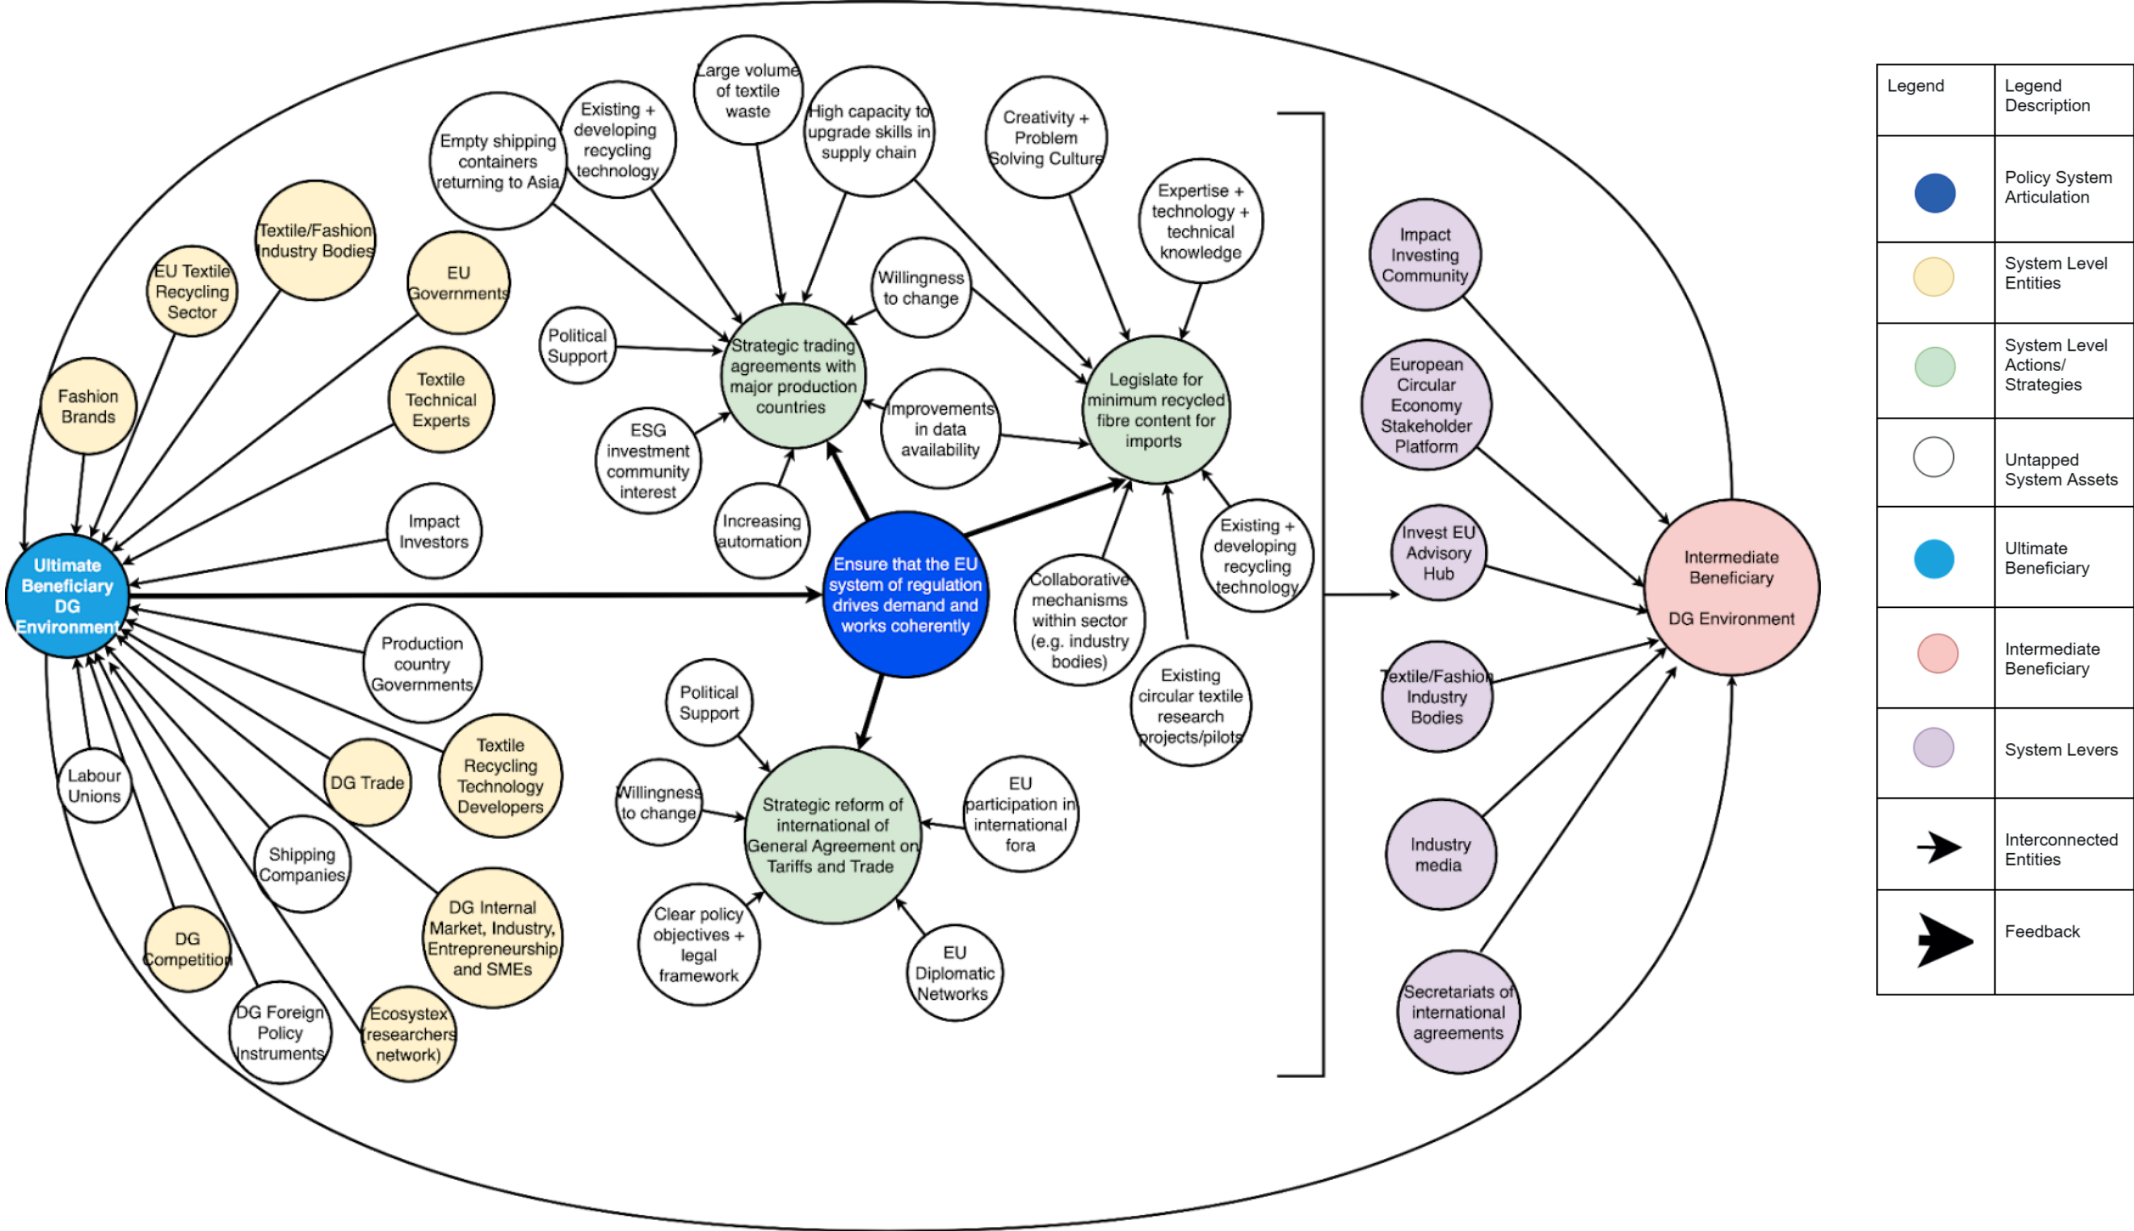 Large volume
of textile
waste
High capacity to
upgrade skills in
supply chain
Existing +
developing
recycling
technology
Empty shipping
containers
returning to Asia
Creativity +
Problem
Solving Culture
Expertise +
technology +
technical
knowledge
Textile/Fashion
Industry Bodies
EU Textile
Recycling
Sector
EU
Governments
Fashion
Brands
Textile
Technical
Experts
Impact
Investors
Willingness
to change
Political
Support
Strategic trading
agreements with
major production
countries
ESG
investment
community
interest
Improvements
in data
availability
Increasing
automation
Legislate for
minimum recycled
fibre content for
imports
Existing +
developing
recycling
technology
Collaborative
mechanisms
within sector
(e.g. industry
bodies)
Existing
circular textile
research
projects/pilots
Ultimate
Beneficiary
DG
Environment
Ensure that the EU
system of regulation
drives demand and
works coherently
Production
country
Governments
Textile
Recycling
Technology
Developers
DG Trade
Labour
Unions
Shipping
Companies
DG Internal
Market, Industry,
Entrepreneurship
and SMEs
DG
Competition
DG Foreign
Policy
Instruments
Ecosystex
(researchers
network)
Political
Support
Willingness
to change
Strategic reform of
international of
General Agreement on
Tariffs and Trade
EU
participation in
international
fora
Clear policy
objectives +
legal
framework
EU
Diplomatic
Networks
Impact
Investing
Community
European
Circular
Economy
Stakeholder
Platform
Invest EU
Advisory
Hub
Textile/Fashion
Industry
Bodies
Industry
media
Secretariats of
international
agreements
Intermediate
Beneficiary
DG Environment
Legend
Legend
Description
Policy System
Articulation
System Level
Entities
System Level
Actions/
Strategies
Untapped
System Assets
Ultimate
Beneficiary
Intermediate
Beneficiary
System Levers
Interconnected
Entities
Feedback